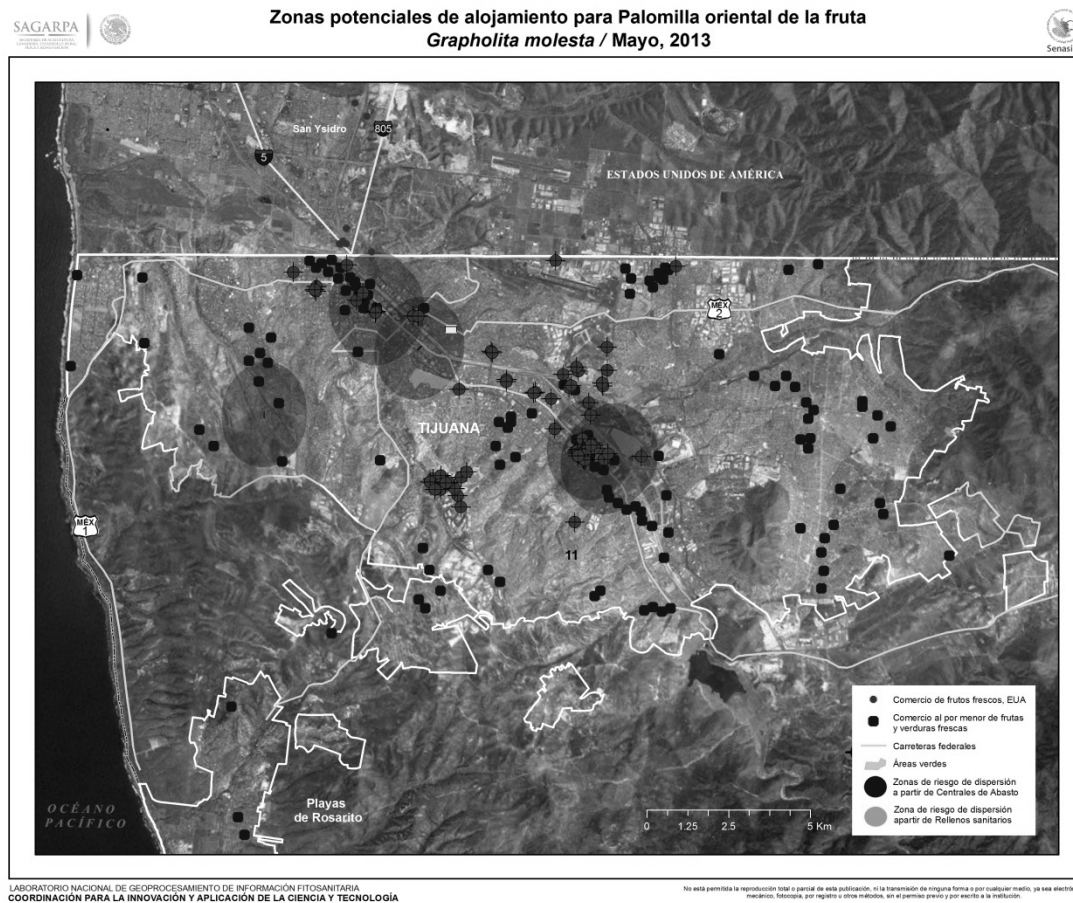 Zonas potenciales de alojamiento para Palomilla oriental de la fruta
Grapholita molesta / Mayo, 2013
SAGARPA
Senasi
San Ysidro
805
5
ESTADOS UNIDOS DE AMÉRICA
MÉX
2
TIJUANA
MÉX
1
11
OCÉANO
PACÍFICO
Playas
de Rosarito
0 1.25 2.5 5 Km
Comercio de frutos frescos, EUA
Comercio al por menor de frutas
y verduras frescas
Carreteras federales
Áreas verdes
Zonas de riesgo de dispersión
a partir de Centrales de Abasto
Zona de riesgo de dispersión
apartir de Rellenos sanitarios
LABORATORIO NACIONAL DE GEOPROCESAMIENTO DE INFORMACIÓN FITOSANITARIA
COORDINACIÓN PARA LA INNOVACIÓN Y APLICACIÓN DE LA CIENCIA Y TECNOLOGÍA
No está permitida la reproducción total o parcial de esta publicación, ni la transmisión de ninguna forma o por cualquier medio, ya sea electró
mecánico, fotocopia, por registro u otros métodos, sin el permiso previo y por escrito a la institución.